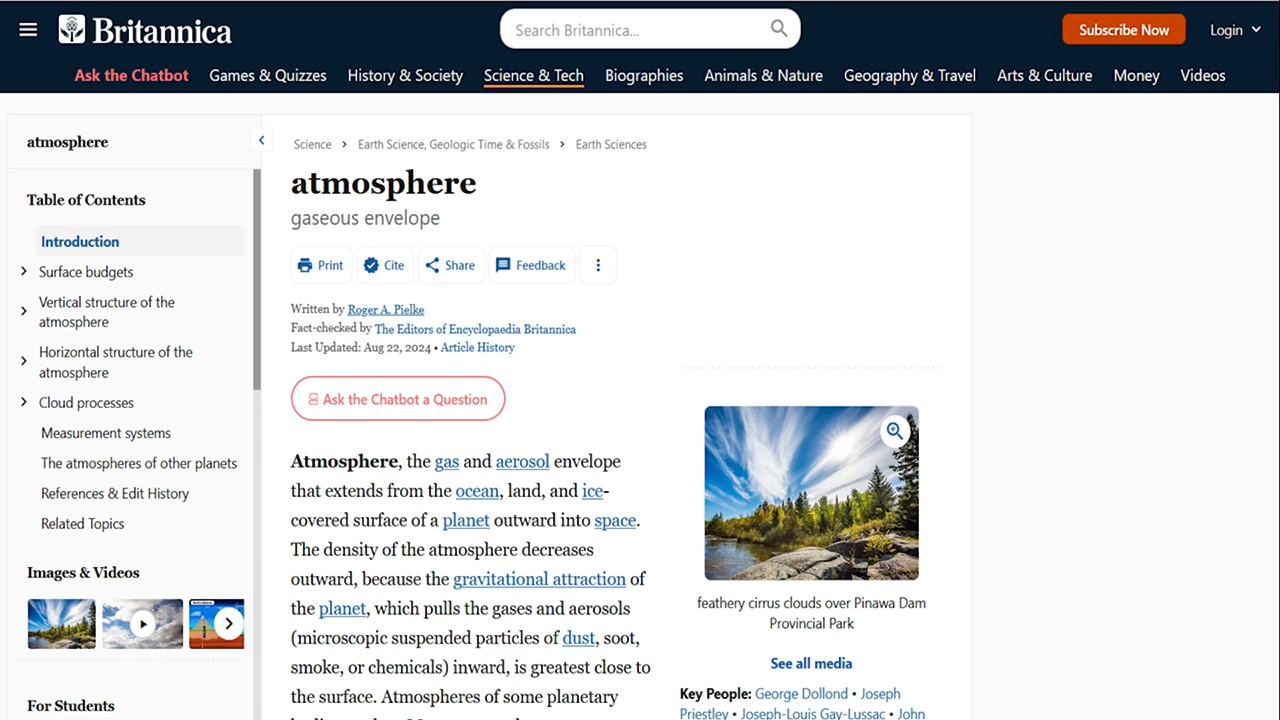 Britannica
Search Britannica...
Subscribe Now
Login
Ask the Chatbot
Games & Quizzes
History & Society
Science & Tech
Biographies
Animals & Nature
Geography & Travel
Arts & Culture
Money
Videos
atmosphere
Table of Contents
Introduction
Surface budgets
Vertical structure of the
atmosphere
Horizontal structure of the
atmosphere
Cloud processes
Measurement systems
The atmospheres of other planets
References & Edit History
Related Topics
Images & Videos
For Students
Science > Earth Science, Geologic Time & Fossils > Earth Sciences
atmosphere
gaseous envelope
Print
Cite
Share
Feedback
Written by Roger A. Pielke
Fact-checked by The Editors of Encyclopaedia Britannica
Last Updated: Aug 22, 2024 • Article History
Ask the Chatbot a Question
Atmosphere, the gas and aerosol envelope
that extends from the ocean, land, and ice-
covered surface of a planet outward into space.
The density of the atmosphere decreases
outward, because the gravitational attraction of
the planet, which pulls the gases and aerosols
(microscopic suspended particles of dust, soot,
smoke, or chemicals) inward, is greatest close to
the surface. Atmospheres of some planetary
feathery cirrus clouds over Pinawa Dam
Provincial Park
See all media
Key People: George Dollond • Joseph
Priestley • Joseph-Louis Gay-Lussac • John